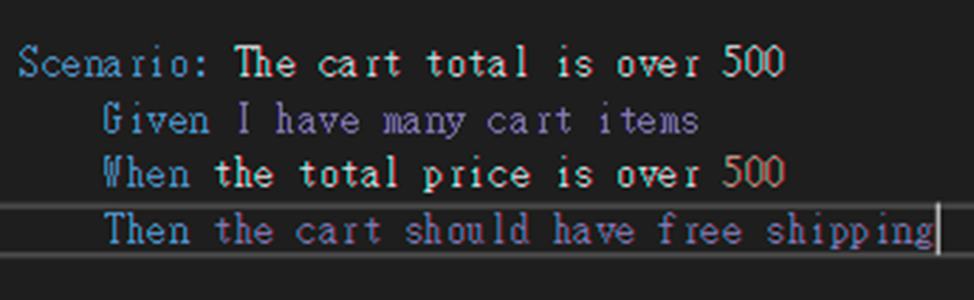 Scenario: The cart total is over 500
Given I have many cart items
When the total price is over 500
Then the cart should have free shipping